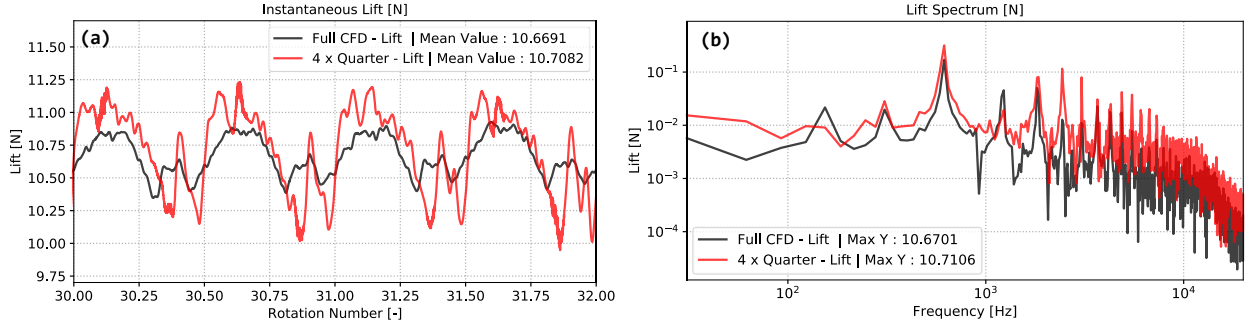 Instantaneous Lift [N]
(a)
Full CFD - Lift | Mean Value : 10.6691
4 x Quarter - Lift | Mean Value : 10.7082
Lift [N]
11.50
11.25
11.00
10.75
10.50
10.25
10.00
9.75
30.00 30.25 30.50 30.75 31.00 31.25 31.50 31.75 32.00
Rotation Number [-]
Lift Spectrum [N]
(b)
Lift [N]
10⁻¹
10⁻²
10⁻³
10⁻⁴
Full CFD - Lift | Max Y : 10.6701
4 x Quarter - Lift | Max Y : 10.7106
10² 10³ 10⁴
Frequency [Hz]